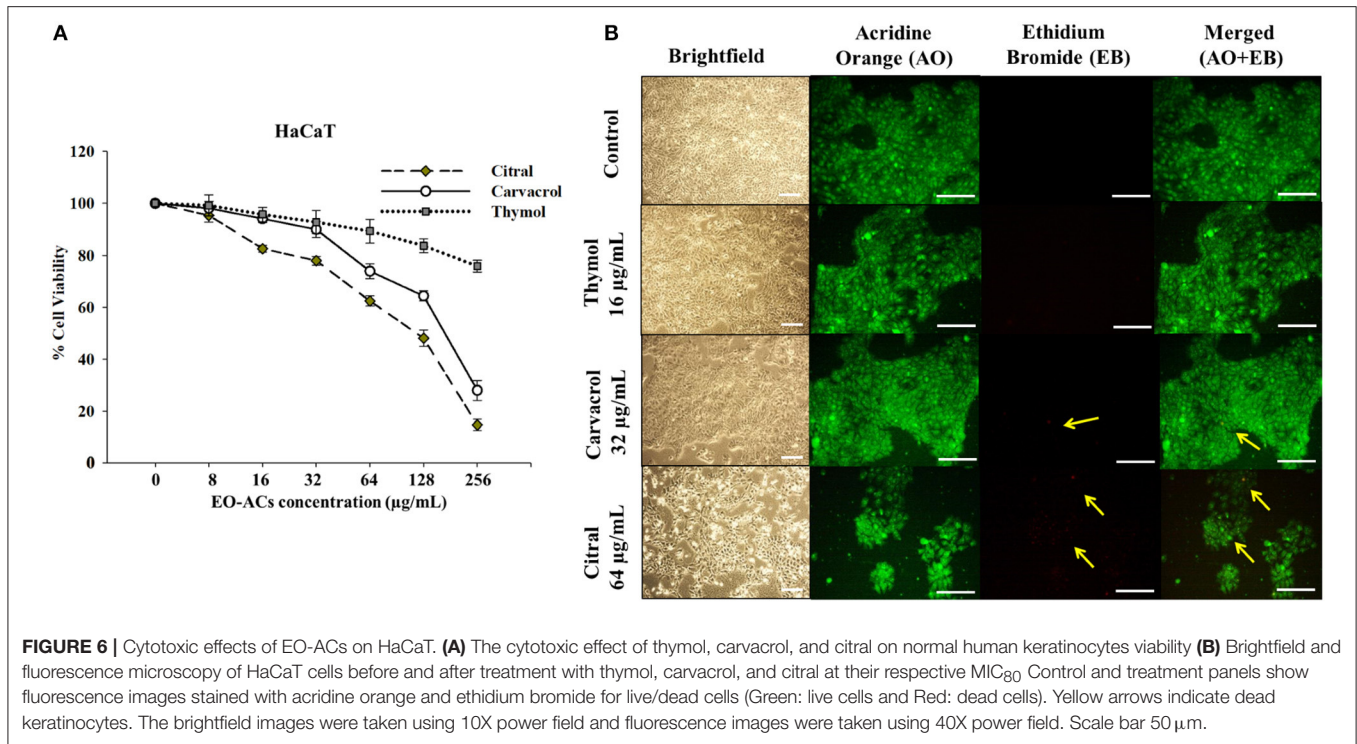 A
HaCaT
120
100
80
60
40
20
0
% Cell Viability
Citral
Carvacrol
Thymol
0 8 16 32 64 128 256
EO-ACs concentration (µg/mL)
B
Brightfield
Acridine
Orange (AO)
Ethidium
Bromide (EB)
Merged
(AO+EB)
Control
Thymol
16 µg/mL
Carvacrol
32 µg/mL
Citral
64 µg/mL
FIGURE 6 | Cytotoxic effects of EO-ACs on HaCaT. (A) The cytotoxic effect of thymol, carvacrol, and citral on normal human keratinocytes viability (B) Brightfield and
fluorescence microscopy of HaCaT cells before and after treatment with thymol, carvacrol, and citral at their respective MIC80 Control and treatment panels show
fluorescence images stained with acridine orange and ethidium bromide for live/dead cells (Green: live cells and Red: dead cells). Yellow arrows indicate dead
keratinocytes. The brightfield images were taken using 10X power field and fluorescence images were taken using 40X power field. Scale bar 50 µm.